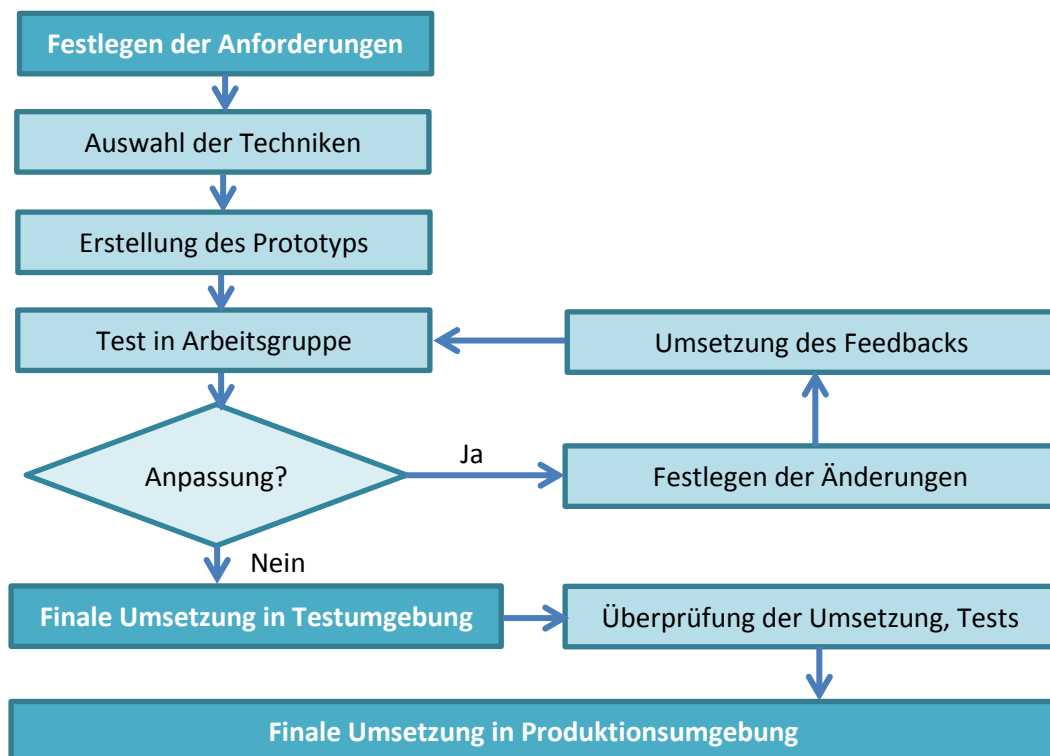 Festlegen der Anforderungen
Auswahl der Techniken
Erstellung des Prototyps
Test in Arbeitsgruppe
Umsetzung des Feedbacks
Anpassung?
Ja
Festlegen der Änderungen
Nein
Finale Umsetzung in Testumgebung
Überprüfung der Umsetzung, Tests
Finale Umsetzung in Produktionsumgebung